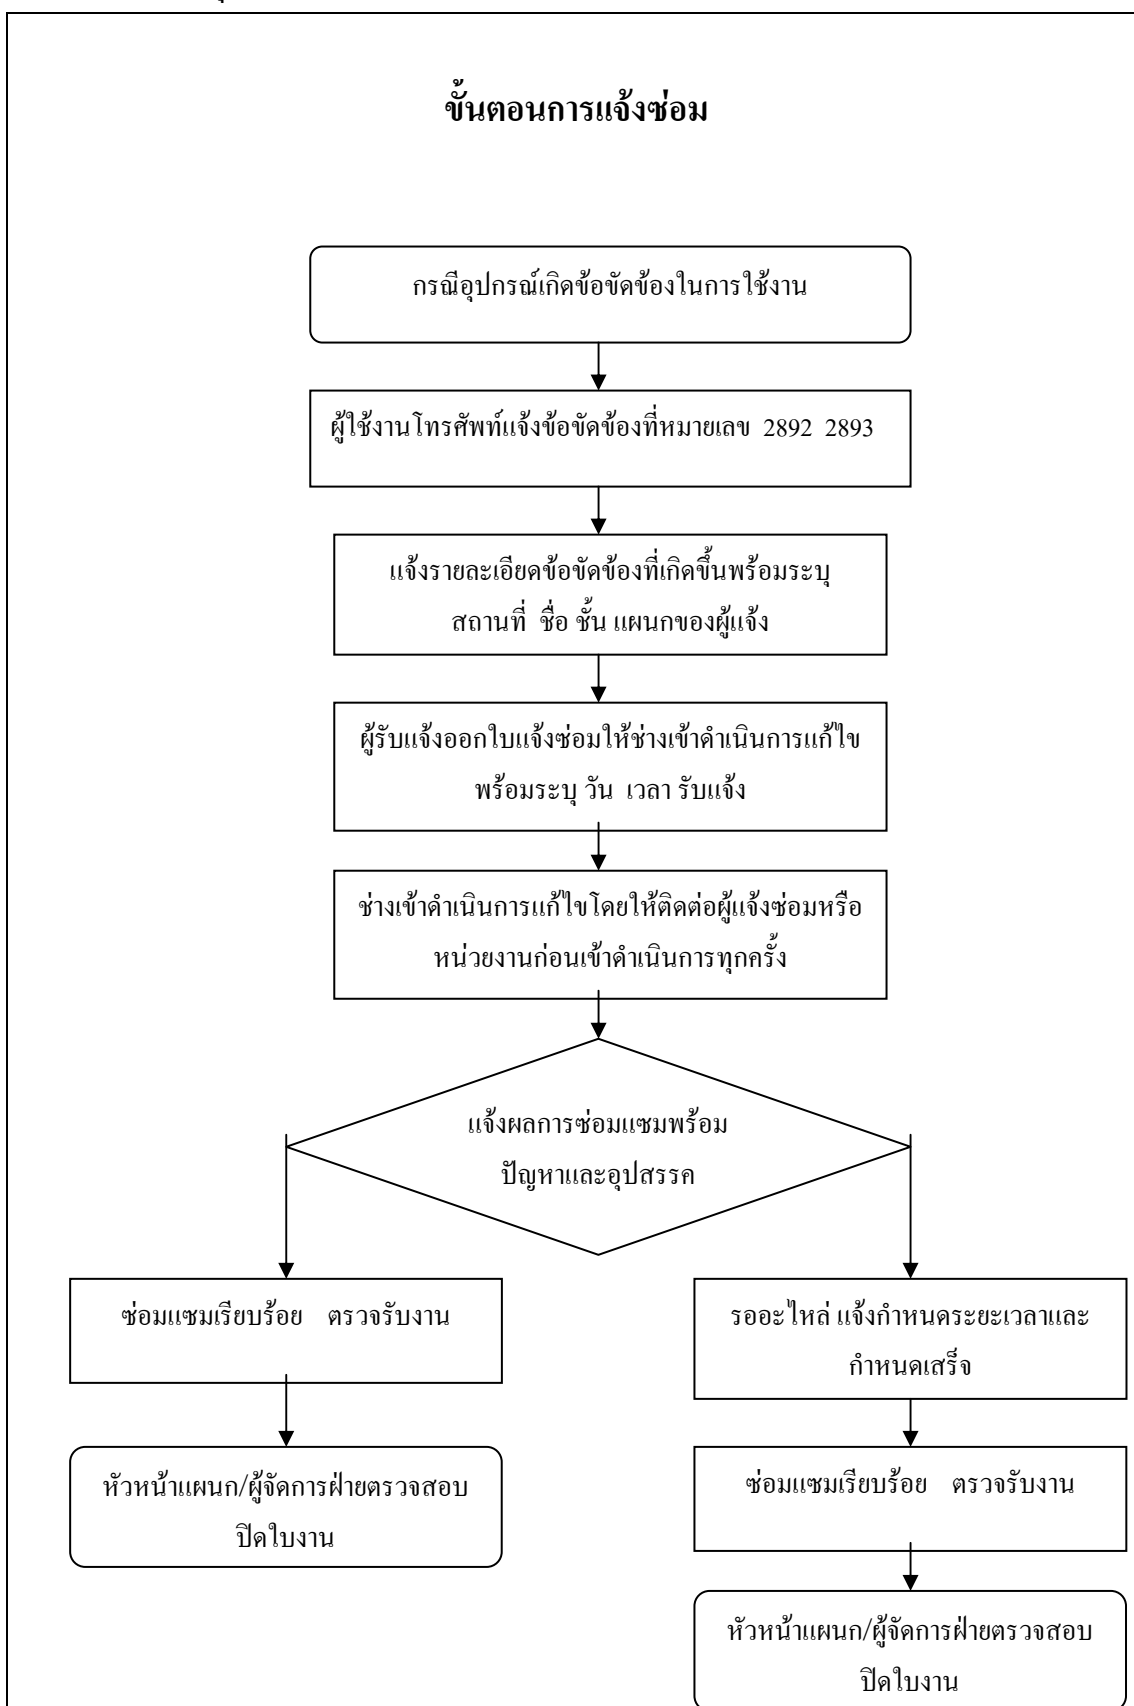 ขั้นตอนการแจ้งซ่อม
กรณีอุปกรณ์เกิดข้อขัดข้องในการใช้งาน
ผู้ใช้งานโทรศัพท์แจ้งข้อขัดข้องที่หมายเลข 2892 2893
แจ้งรายละเอียดข้อขัดข้องที่เกิดขึ้นพร้อมระบุ
สถานที่ ชื่อ ชั้น แผนกของผู้แจ้ง
ผู้รับแจ้งออกใบแจ้งซ่อมให้ช่างเข้าดำเนินการแก้ไข
พร้อมระบุ วัน เวลา รับแจ้ง
ช่างเข้าดำเนินการแก้ไขโดยให้ติดต่อผู้แจ้งซ่อมหรือ
หน่วยงานก่อนเข้าดำเนินการทุกครั้ง
แจ้งผลการซ่อมแซมพร้อม
ปัญหาและอุปสรรค
ซ่อมแซมเรียบร้อย ตรวจรับงาน
หัวหน้าแผนก/ผู้จัดการฝ่ายตรวจสอบ
ปิดใบงาน
รออะไหล่ แจ้งกำหนดระยะเวลาและ
กำหนดเสร็จ
ซ่อมแซมเรียบร้อย ตรวจรับงาน
หัวหน้าแผนก/ผู้จัดการฝ่ายตรวจสอบ
ปิดใบงาน